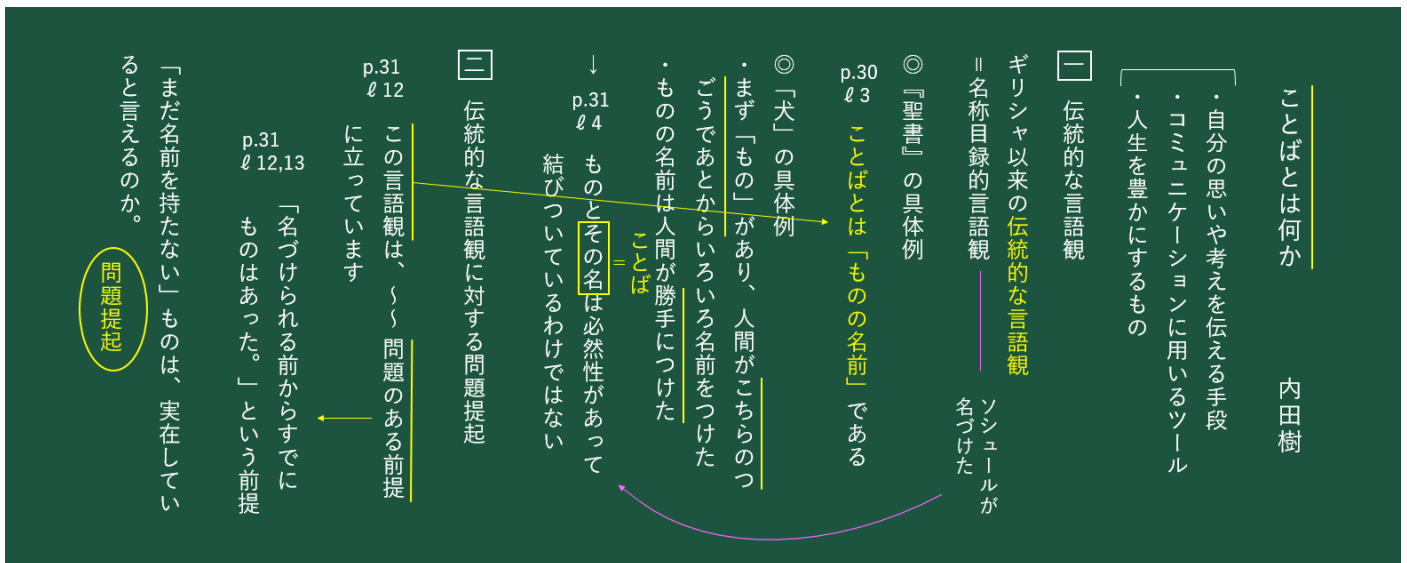 ことばとは何か　内田樹
・自分の思いや考えを伝える手段
・コミュニケーションに用いるツール
・人生を豊かにするもの
一　伝統的な言語観
ギリシャ以来の伝統的な言語観
＝名称目録的言語観
ソシュールが
名づけた
◎『聖書』の具体例
p.30
ℓ 3
ことばとは「ものの名前」である
◎「犬」の具体例
・まず「もの」があり、人間がこちらのつ
ごうであとからいろいろ名前をつけた
・ものの名前は人間が勝手につけた
＝ことば
↓
p.31
ℓ 4
ものとその名は必然性があって
結びついているわけではない
二　伝統的な言語観に対する問題提起
p.31
ℓ 12
この言語観は、～～問題のある前提
に立っています
p.31
ℓ 12,13
「名づけられる前からすでに
ものはあった。」という前提
「まだ名前を持たない」ものは、実在してい
ると言えるのか。
問題提起